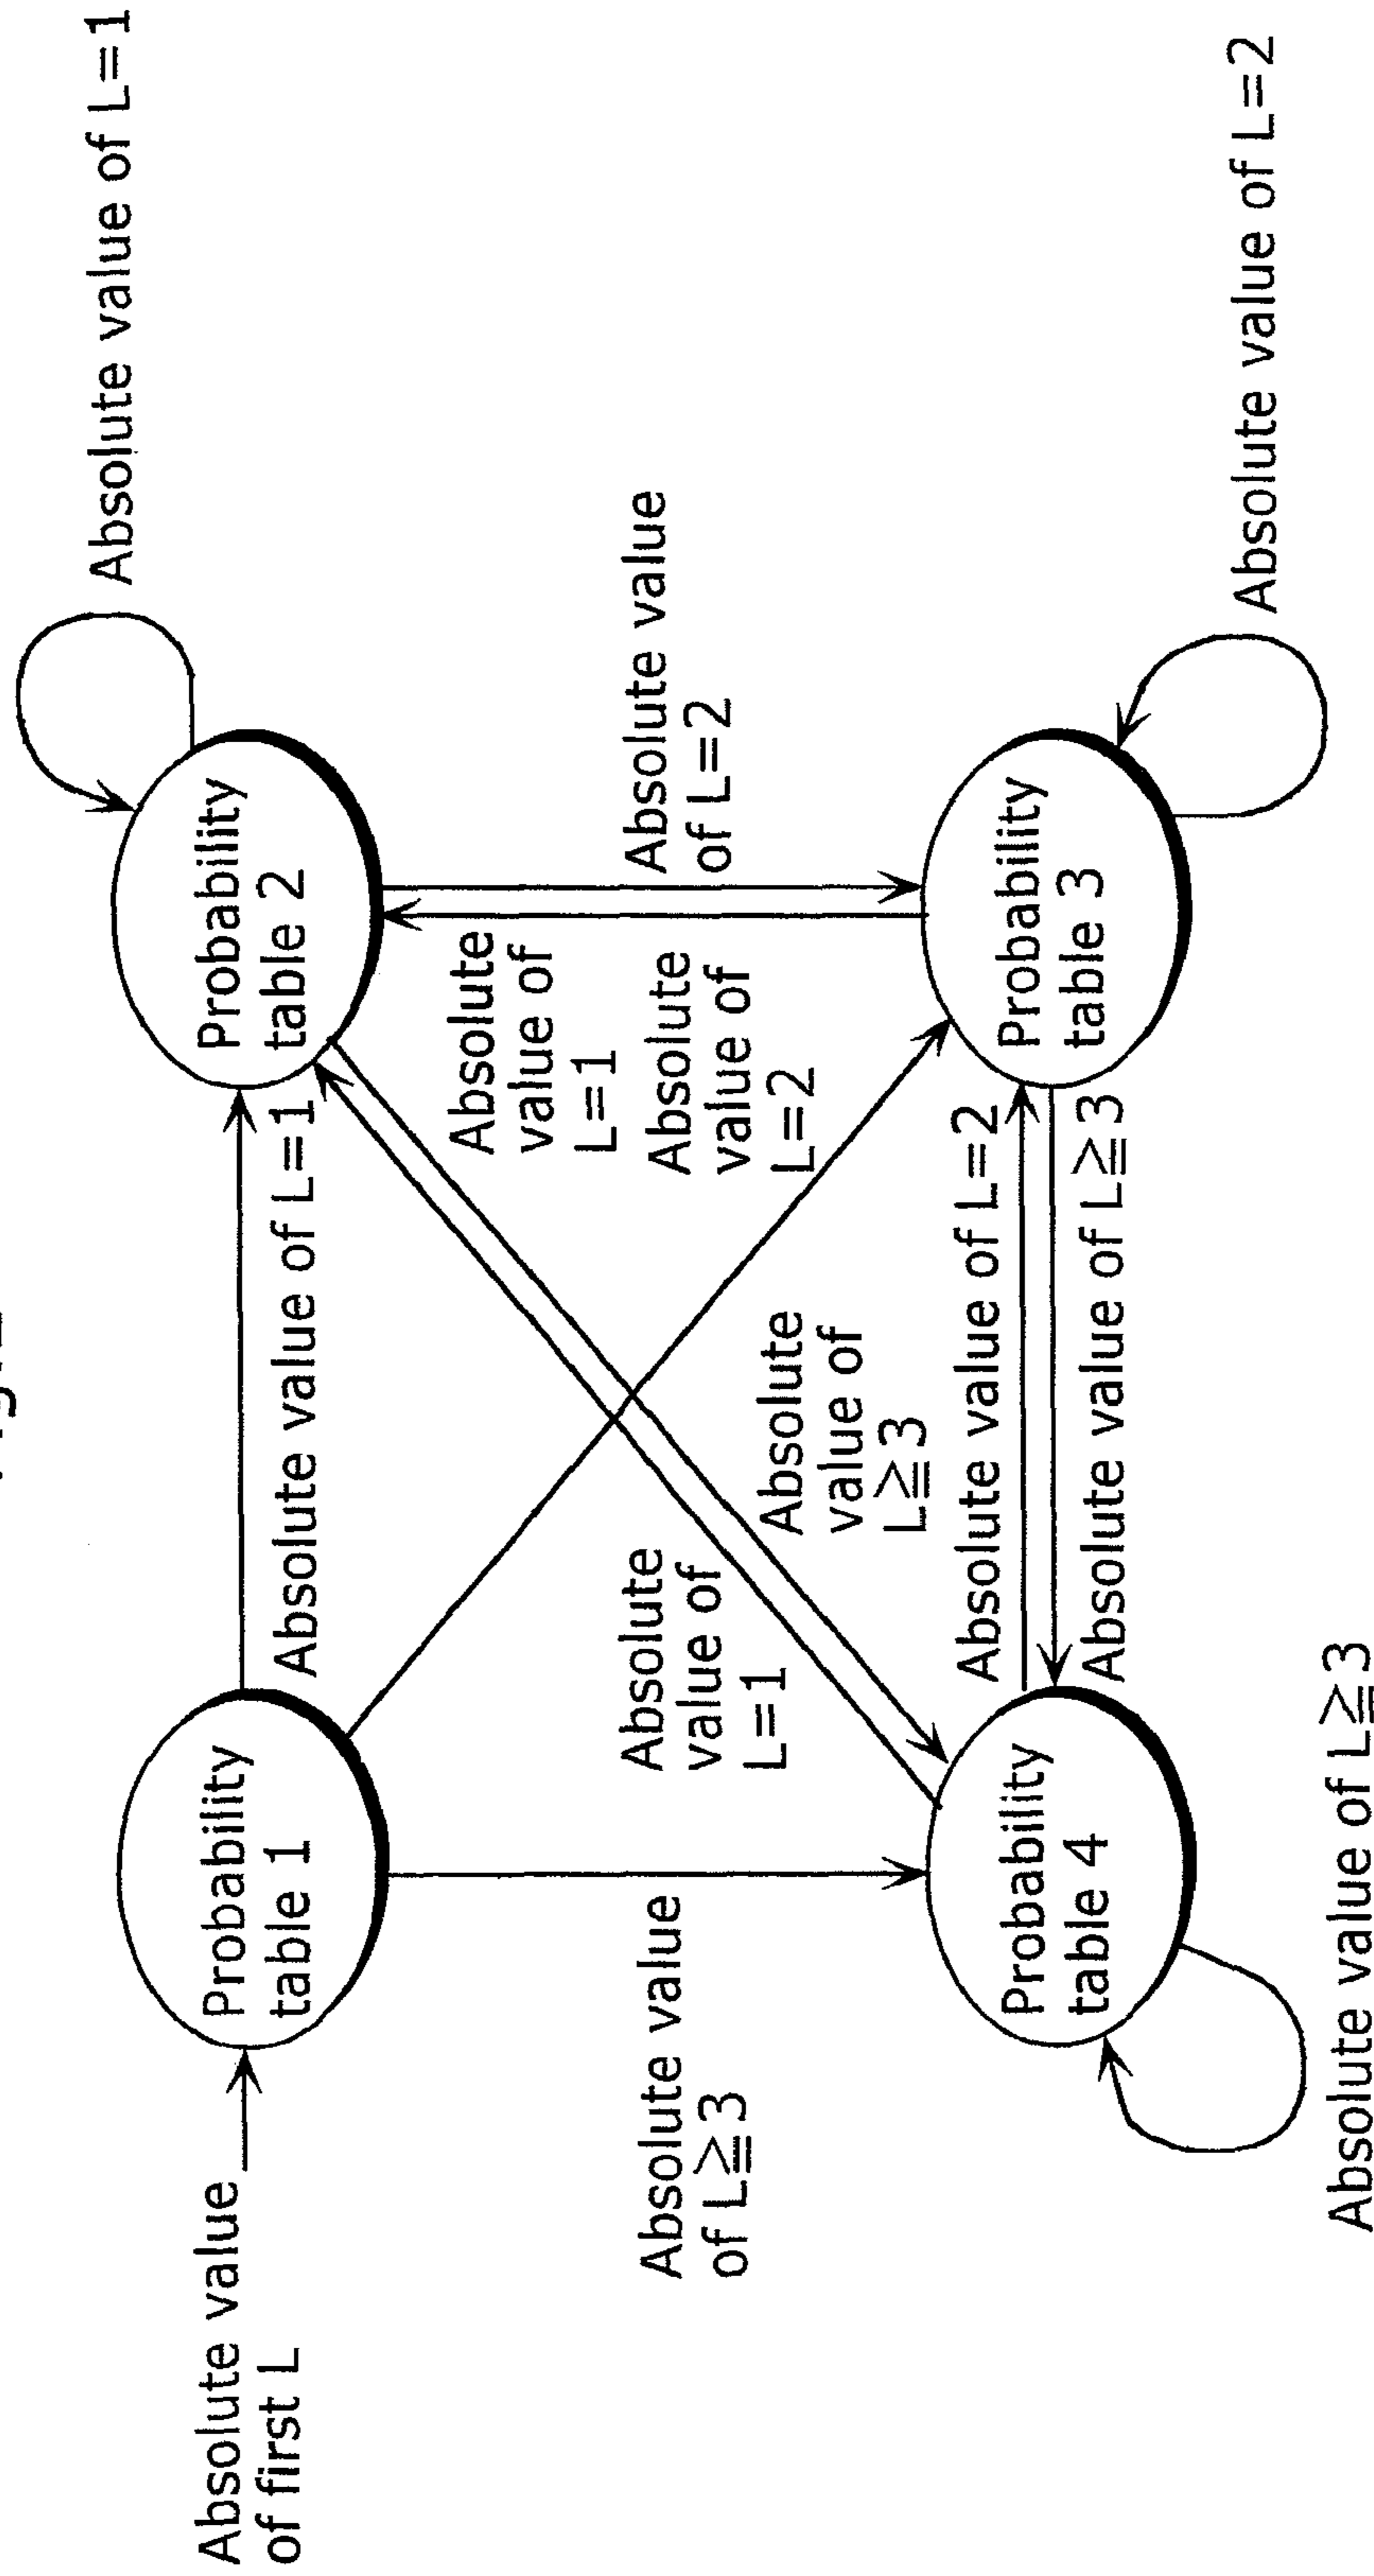 Absolute value of L=1
Probability
table 2
Absolute value of L=1
Probability
table 1
Absolute value
of first L
Absolute
value of
L=1
Absolute value
of L=2
Absolute
value of
L=2
Absolute
value of
L≧3
Absolute
value of
L=1
Absolute value
of L≧3
Absolute value of L=2
Probability
table 3
Absolute value of L≧3
Probability
table 4
Absolute value of L=2
Absolute value of L≧3